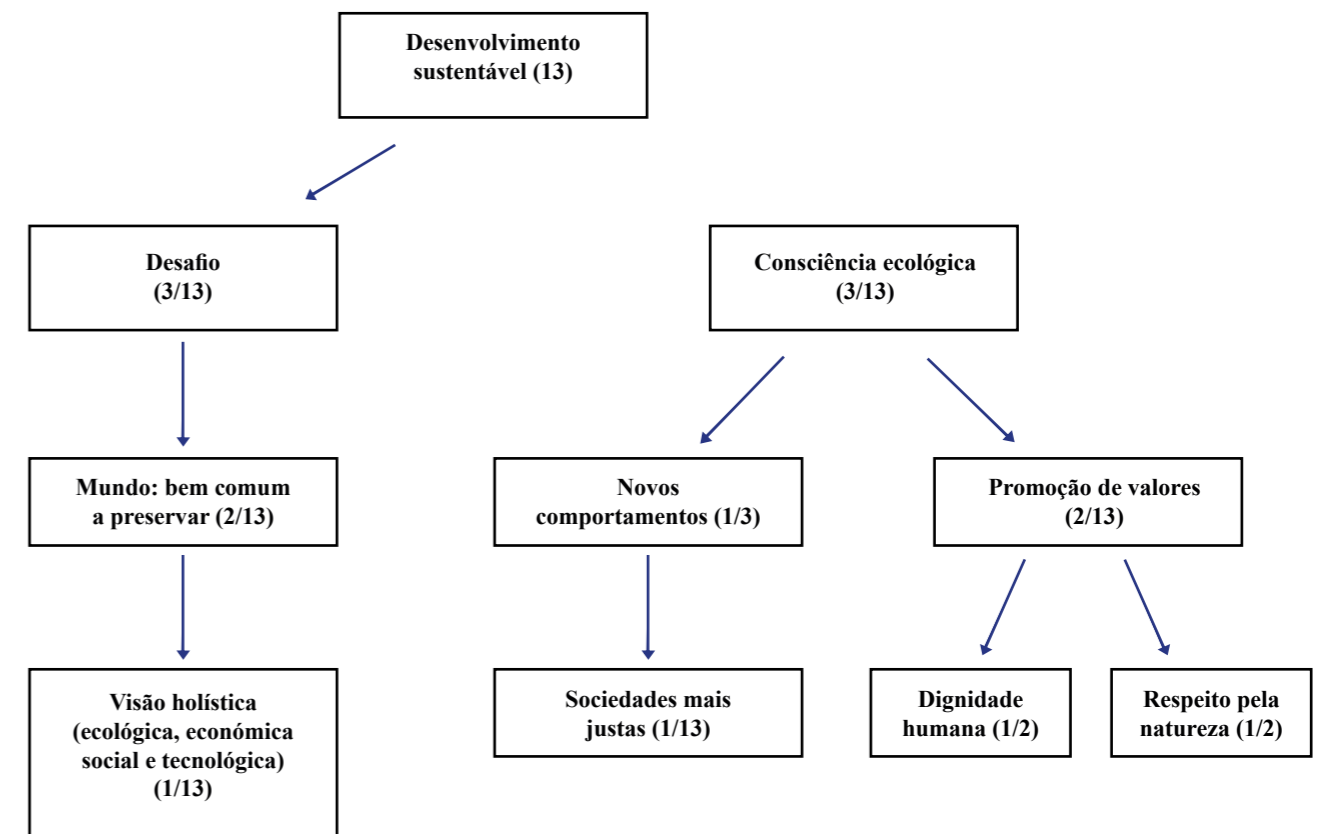 Desenvolvimento
sustentável (13)
Desafio
(3/13)
Consciência ecológica
(3/13)
Mundo: bem comum
a preservar (2/13)
Novos
comportamentos (1/3)
Promoção de valores
(2/13)
Visão holística
(ecológica, económica
social e tecnológica)
(1/13)
Sociedades mais
justas (1/13)
Dignidade
humana (1/2)
Respeito pela
natureza (1/2)